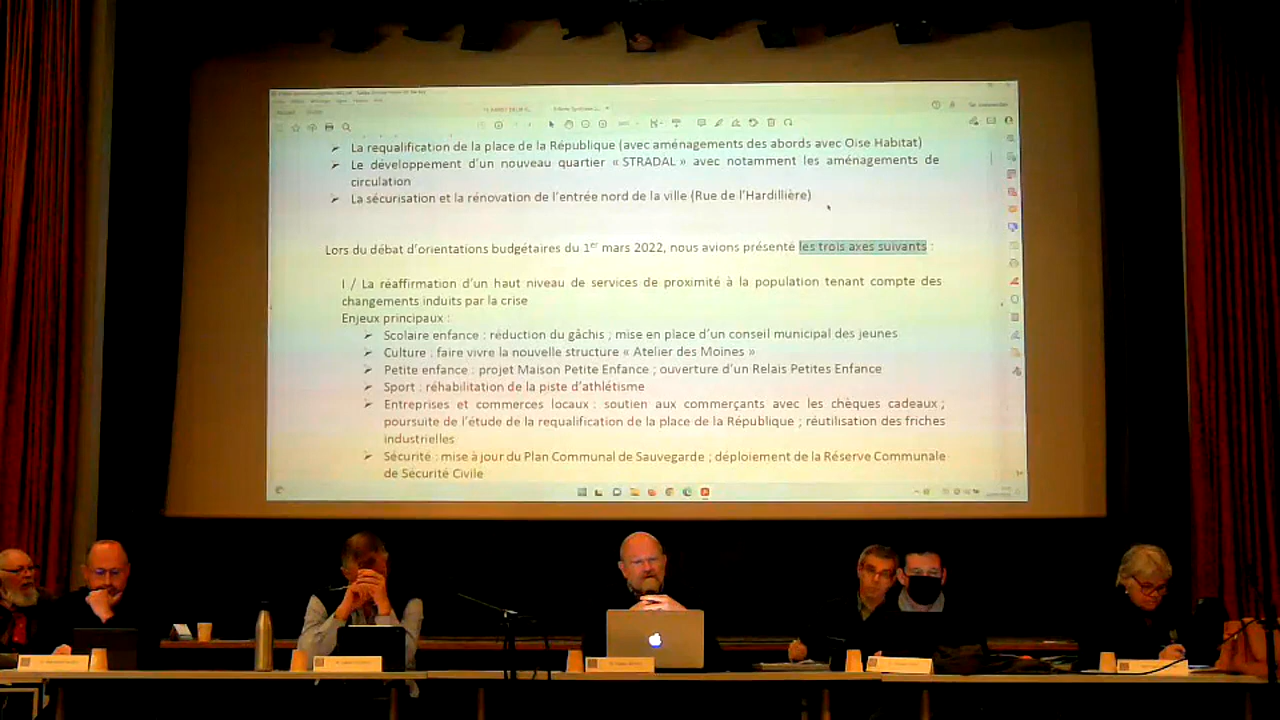 ➢ La requalification de la place de la République (avec aménagements des abords avec Oise Habitat)
➢ Le développement d'un nouveau quartier « STRADAL » avec notamment les aménagements de
circulation
➢ La sécurisation et la rénovation de l'entrée nord de la ville (Rue de l'Hardillière)
Lors du débat d'orientations budgétaires du 1er mars 2022, nous avions présenté les trois axes suivants :
I / La réaffirmation d'un haut niveau de services de proximité à la population tenant compte des
changements induits par la crise
Enjeux principaux :
➢ Scolaire enfance : réduction du gâchis ; mise en place d'un conseil municipal des jeunes
➢ Culture : faire vivre la nouvelle structure « Atelier des Moines »
➢ Petite enfance : projet Maison Petite Enfance ; ouverture d'un Relais Petites Enfance
➢ Sport : réhabilitation de la piste d'athlétisme
➢ Entreprises et commerces locaux : soutien aux commerçants avec les chèques cadeaux ;
poursuite de l'étude de la requalification de la place de la République ; réutilisation des friches
industrielles
➢ Sécurité : mise à jour du Plan Communal de Sauvegarde ; déploiement de la Réserve Communale
de Sécurité Civile